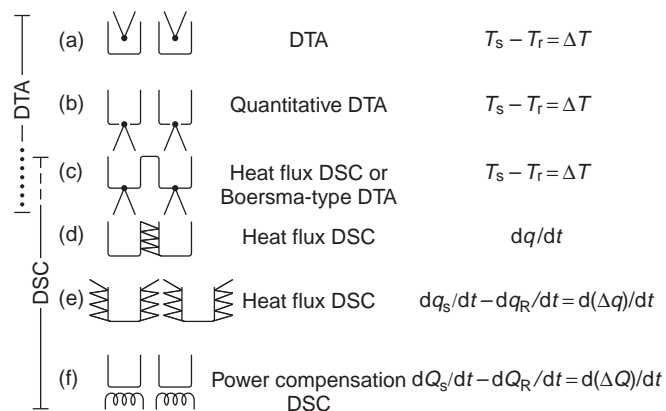 DTA
DSC
(a) DTA Ts – Tr = ΔT
(b) Quantitative DTA Ts – Tr = ΔT
(c) Heat flux DSC or Ts – Tr = ΔT
Boersma-type DTA
(d) Heat flux DSC dq/dt
(e) Heat flux DSC dqs/dt – dqR/dt = d(Δq)/dt
(f) Power compensation dQs/dt – dQR/dt = d(ΔQ)/dt
DSC